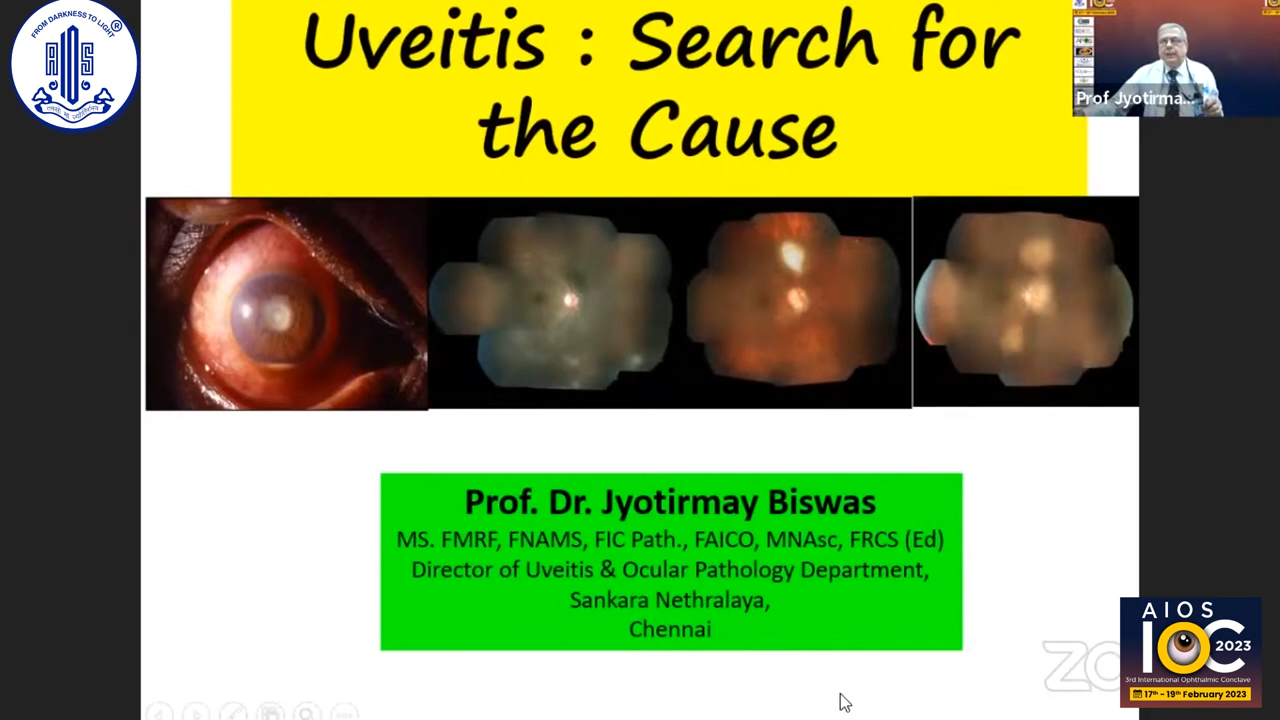 FROM DARKNESS TO LIGHT
®
AIOS
Uveitis : Search for
the Cause
Prof Jyotirma...
Prof. Dr. Jyotirmay Biswas
MS. FMRF, FNAMS, FIC Path., FAICO, MNAsc, FRCS (Ed)
Director of Uveitis & Ocular Pathology Department,
Sankara Nethralaya,
Chennai
AIOS
IOC
2023
3rd International Ophthalmic Conclave
17th - 19th February 2023